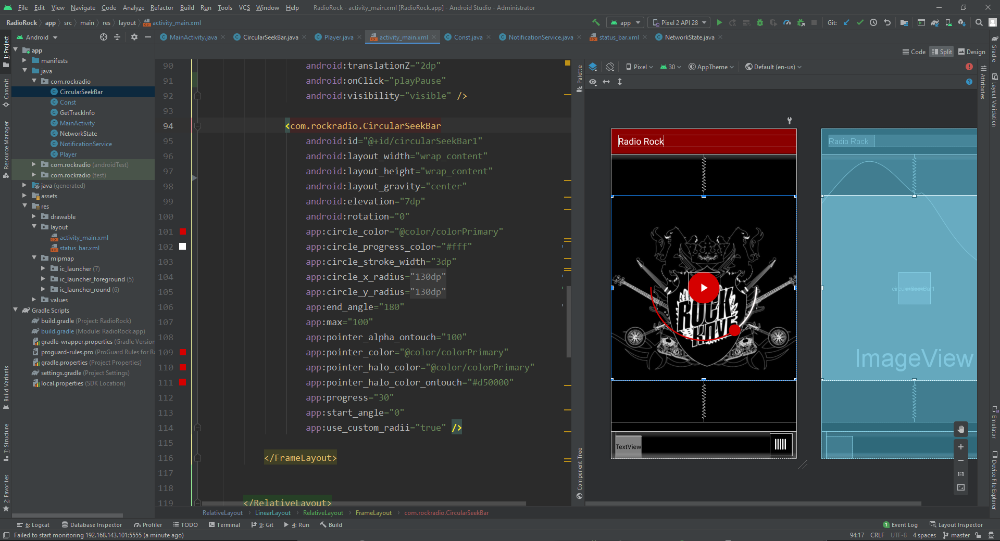 File Edit View Navigate Code Analyze Refactor Build Run Tools VCS Window Help RadioRock - activity_main.xml [RadioRock.app] - Android Studio - Administrator
RadioRock app src main res layout activity_main.xml app Pixel 2 API 28 Git:
Android MainActivity.java CircularSeekBar.java Player.java activity_main.xml Const.java NotificationService.java status_bar.xml NetworkState.java
Code Split Design
Pixel 30 AppTheme Default (en-us)
1: Project
Commit
Resource Manager
Build Variants
7: Structure
2: Favorites
app
manifests
java
com.rockradio
CircularSeekBar
Const
GetTrackInfo
MainActivity
NetworkState
NotificationService
Player
com.rockradio (androidTest)
com.rockradio (test)
java (generated)
assets
res
drawable
layout
activity_main.xml
status_bar.xml
mipmap
ic_launcher (7)
ic_launcher_foreground (5)
ic_launcher_round (6)
values
Gradle Scripts
build.gradle (Project: RadioRock)
build.gradle (Module: RadioRock.app)
gradle-wrapper.properties (Gradle Version
proguard-rules.pro (ProGuard Rules for Ra
gradle.properties (Project Properties)
settings.gradle (Project Settings)
local.properties (SDK Location)
90 android:translationZ="2dp"
91 android:onClick="playPause"
92 android:visibility="visible" />
93
94 <com.rockradio.CircularSeekBar
95 android:id="@+id/circularSeekBar1"
96 android:layout_width="wrap_content"
97 android:layout_height="wrap_content"
98 android:layout_gravity="center"
99 android:elevation="7dp"
100 android:rotation="0"
101 app:circle_color="@color/colorPrimary"
102 app:circle_progress_color="#fff"
103 app:circle_stroke_width="3dp"
104 app:circle_x_radius="130dp"
105 app:circle_y_radius="130dp"
106 app:end_angle="180"
107 app:max="100"
108 app:pointer_alpha_ontouch="100"
109 app:pointer_color="@color/colorPrimary"
110 app:pointer_halo_color="@color/colorPrimary"
111 app:pointer_halo_color_ontouch="#d50000"
112 app:progress="30"
113 app:start_angle="0"
114 app:use_custom_radii="true" />
115
116 </FrameLayout>
117
118
119 </RelativeLayout>
RelativeLayout LinearLayout RelativeLayout FrameLayout com.rockradio.CircularSeekBar
Palette
Component Tree
Radio Rock
ROCK
TextView
Radio Rock
circularSeekBar1
ImageView
1:1
Attributes
Gradle
Layout Validation
Emulator
Device File Explorer
6: Logcat Database Inspector Profiler TODO Terminal 9: Git 4: Run Build 1 Event Log Layout Inspector
Failed to start monitoring 192.168.143.101:5555 (a minute ago) 94:17 CRLF UTF-8 4 spaces master